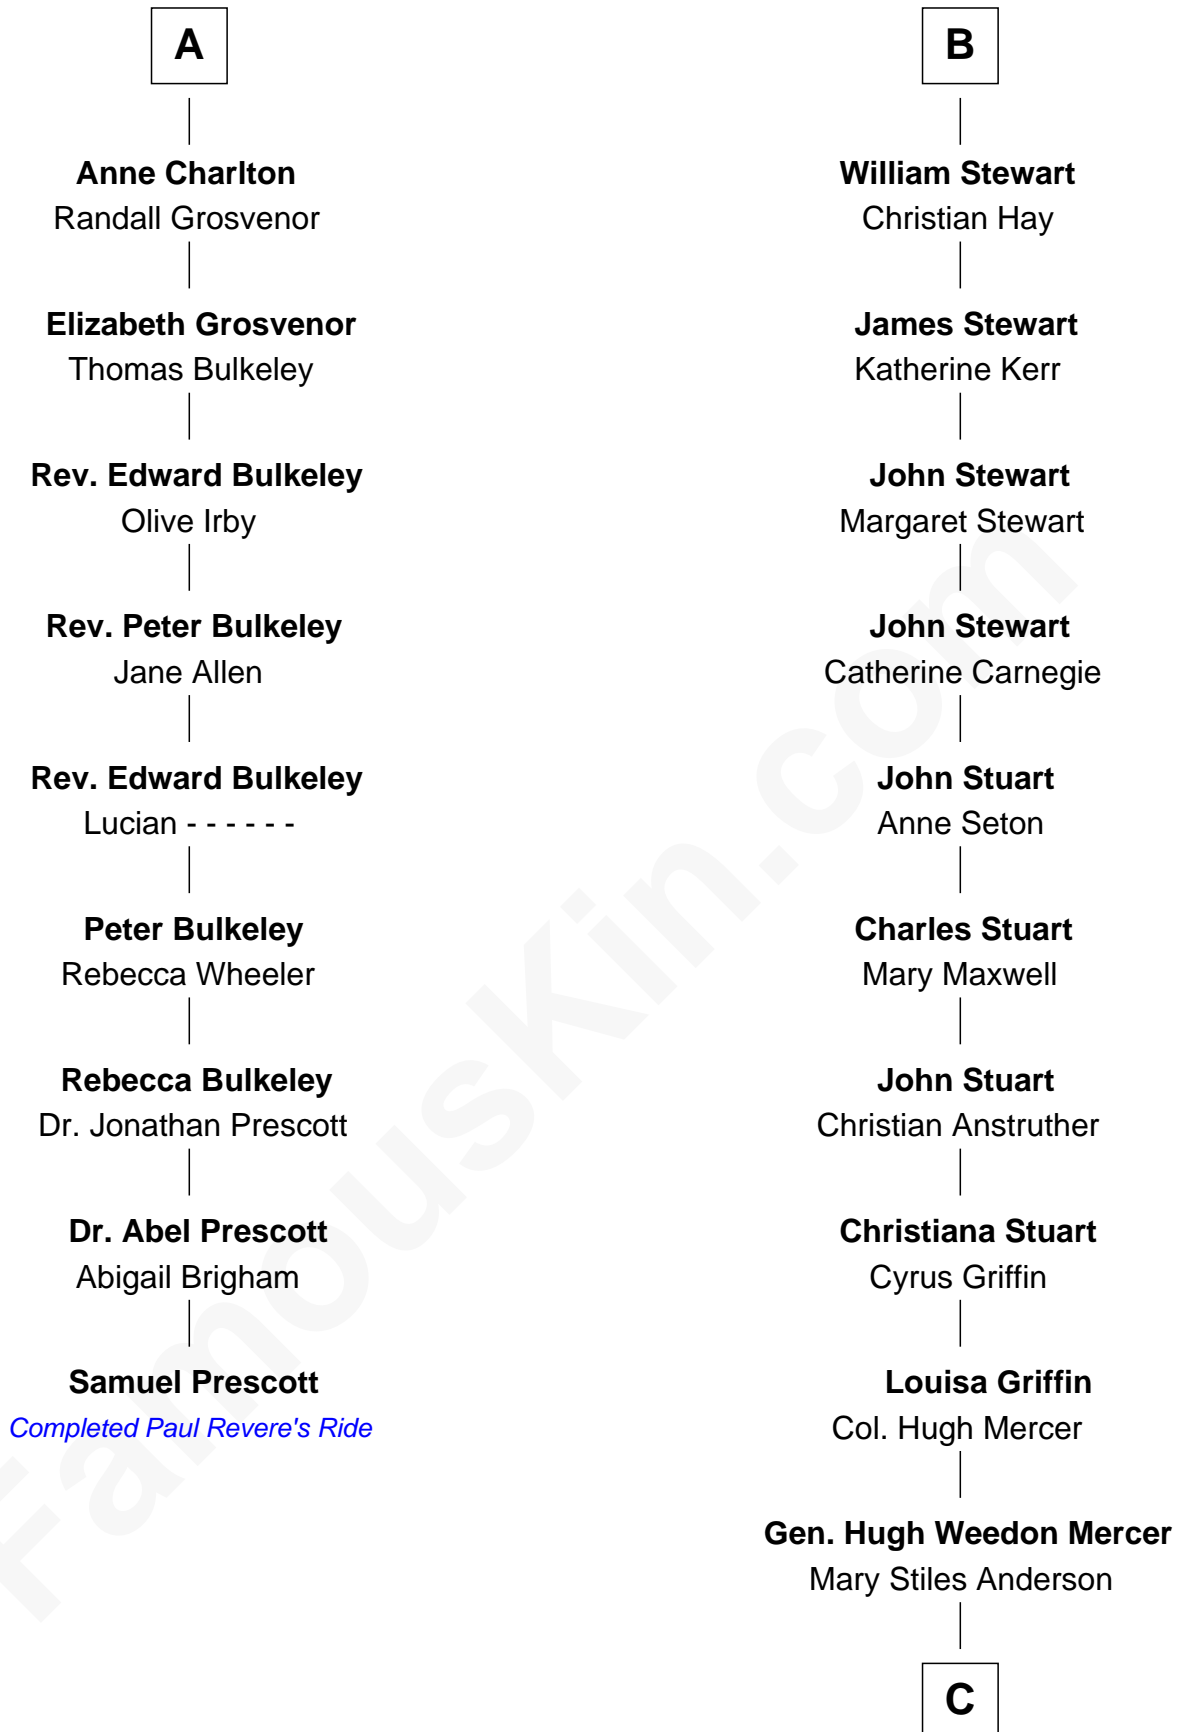 A
Anne Charlton
Randall Grosvenor
Elizabeth Grosvenor
Thomas Bulkeley
Rev. Edward Bulkeley
Olive Irby
Rev. Peter Bulkeley
Jane Allen
Rev. Edward Bulkeley
Lucian - - - - - -
Peter Bulkeley
Rebecca Wheeler
Rebecca Bulkeley
Dr. Jonathan Prescott
Dr. Abel Prescott
Abigail Brigham
Samuel Prescott
Completed Paul Revere's Ride
B
William Stewart
Christian Hay
James Stewart
Katherine Kerr
John Stewart
Margaret Stewart
John Stewart
Catherine Carnegie
John Stuart
Anne Seton
Charles Stuart
Mary Maxwell
John Stuart
Christian Anstruther
Christiana Stuart
Cyrus Griffin
Louisa Griffin
Col. Hugh Mercer
Gen. Hugh Weedon Mercer
Mary Stiles Anderson
C
FamousKin.com